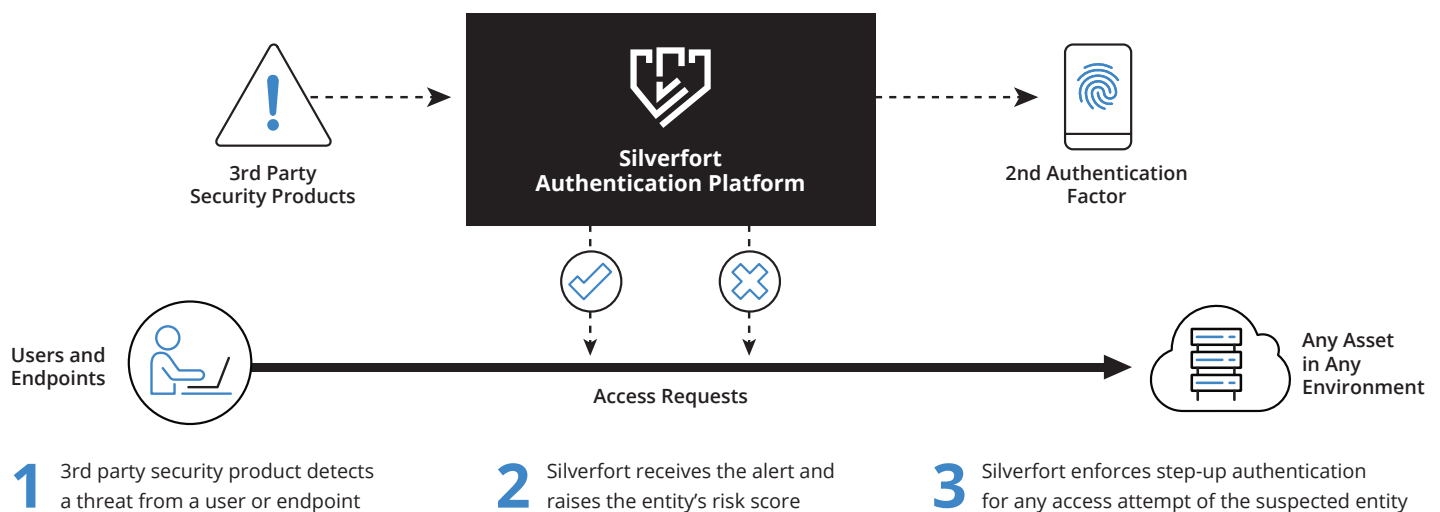 3rd Party
Security Products
Silverfort
Authentication Platform
2nd Authentication
Factor
Users and
Endpoints
Access Requests
Any Asset
in Any
Environment
1
3rd party security product detects
a threat from a user or endpoint
2
Silverfort receives the alert and
raises the entity’s risk score
3
Silverfort enforces step-up authentication
for any access attempt of the suspected entity